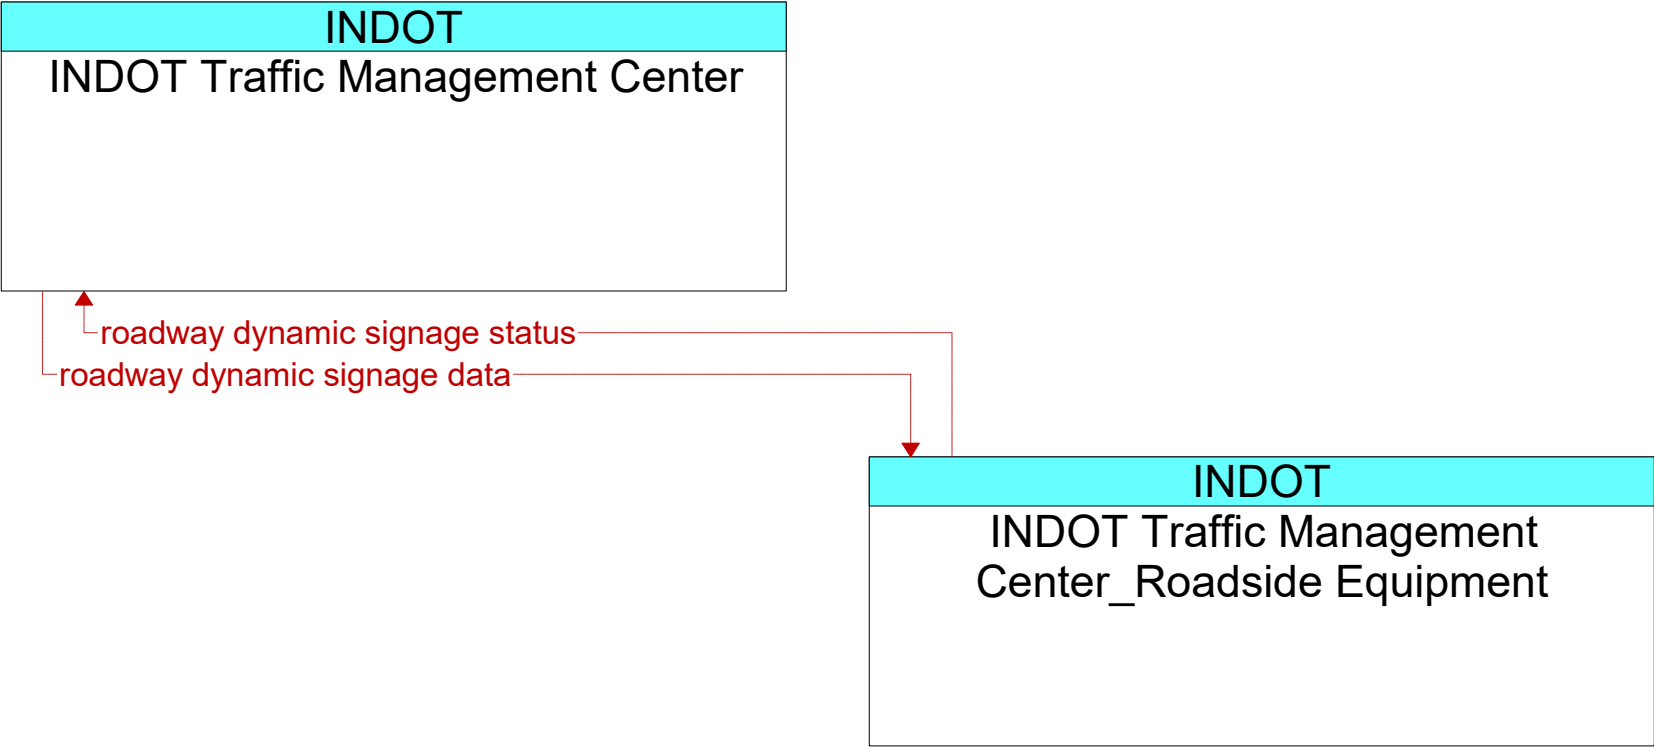 INDOT
INDOT Traffic Management Center
roadway dynamic signage status
roadway dynamic signage data
INDOT
INDOT Traffic Management
Center_Roadside Equipment